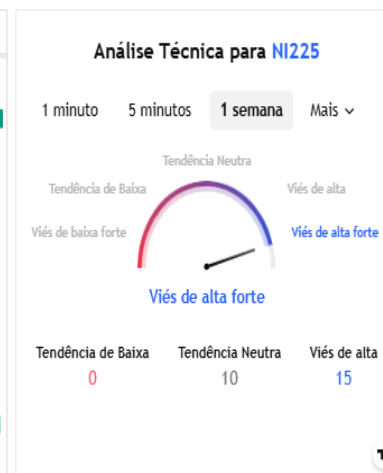 Análise Técnica para NI225
1 minuto 5 minutos 1 semana Mais
Tendência Neutra
Tendência de Baixa Viés de alta
Viés de baixa forte Viés de alta forte
Viés de alta forte
Tendência de Baixa Tendência Neutra Viés de alta
0 10 15